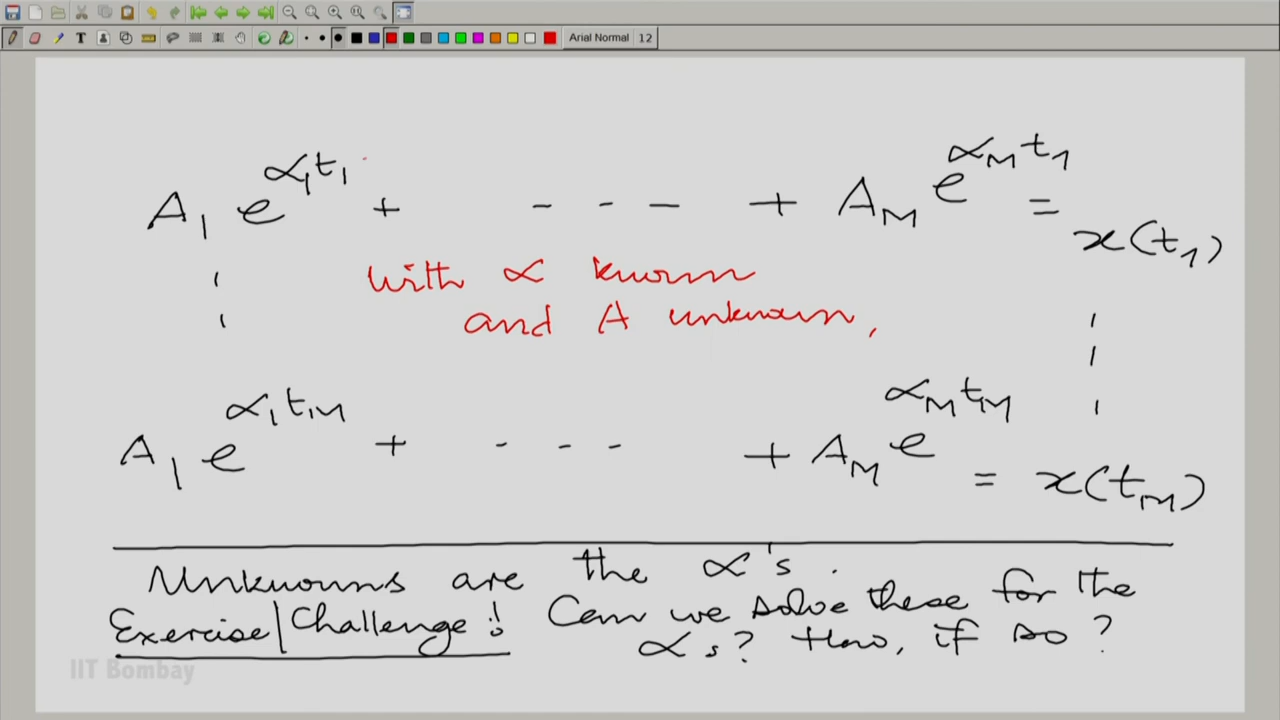 Arial Normal 12
A₁ e^{α₁t₁} + - - - + A_M e^{α_M t₁} = x(t₁)
with α known
and A unknown,
A₁ e^{α₁t_M} + - - - + A_M e^{α_M t_M} = x(t_M)
Unknowns are the α's.
Exercise/Challenge! Can we solve these for the
αs? How, if so?
IIT Bombay